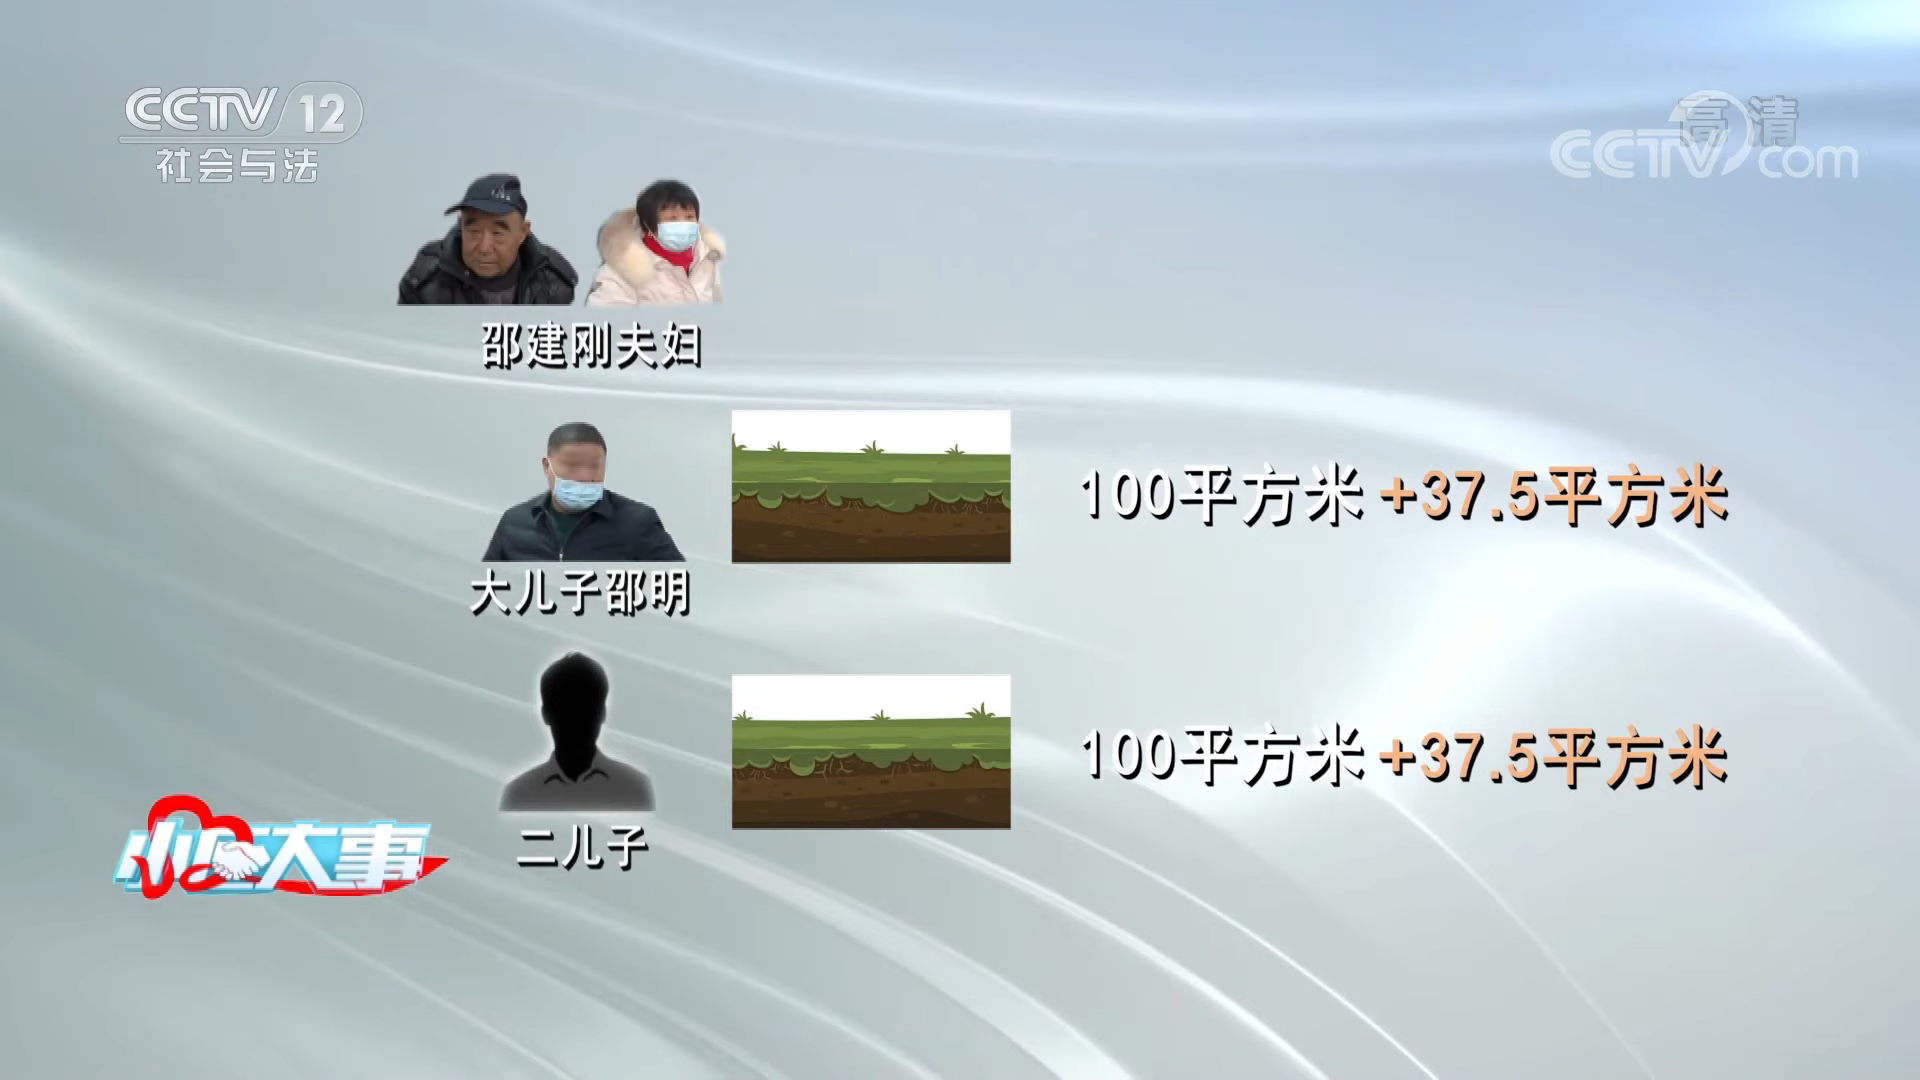 CCTV 12
社会与法
高清
CCTV.com
邵建刚夫妇
100平方米 +37.5平方米
大儿子邵明
100平方米 +37.5平方米
二儿子
小区大事